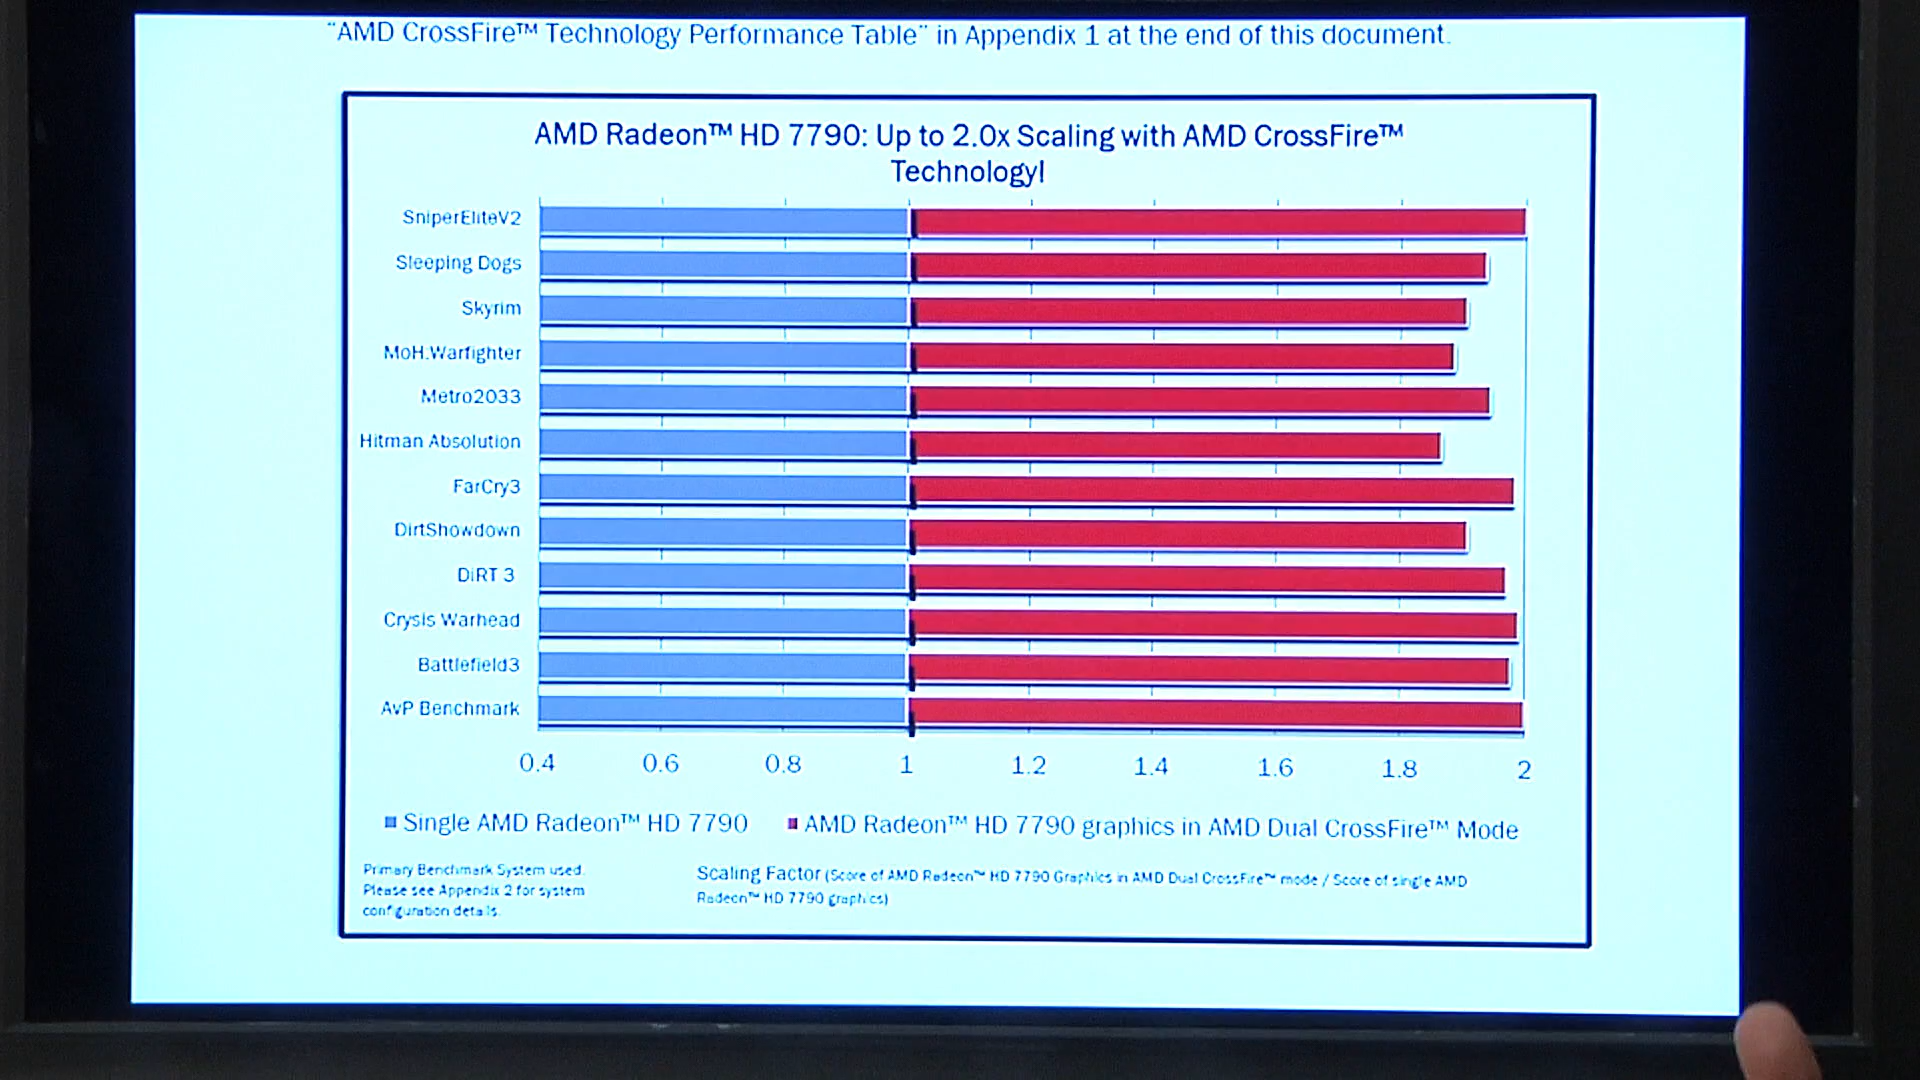 "AMD CrossFire™ Technology Performance Table" in Appendix 1 at the end of this document.
AMD Radeon™ HD 7790: Up to 2.0x Scaling with AMD CrossFire™
Technology!
SniperEliteV2
Sleeping Dogs
Skyrim
MoH:Warfighter
Metro2033
Hitman Absolution
FarCry3
DirtShowdown
DiRT 3
Crysis Warhead
Battlefield3
AvP Benchmark
0.4 0.6 0.8 1 1.2 1.4 1.6 1.8 2
Single AMD Radeon™ HD 7790 AMD Radeon™ HD 7790 graphics in AMD Dual CrossFire™ Mode
Primary Benchmark System used.
Please see Appendix 2 for system
configuration details.
Scaling Factor (Score of AMD Radeon™ HD 7790 Graphics in AMD Dual CrossFire™ mode / Score of single AMD
Radeon™ HD 7790 graphics)